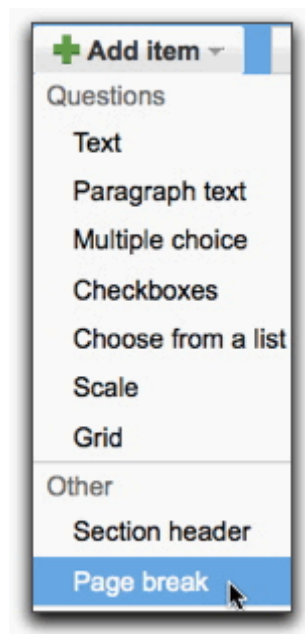 Add item
Questions
Text
Paragraph text
Multiple choice
Checkboxes
Choose from a list
Scale
Grid
Other
Section header
Page break